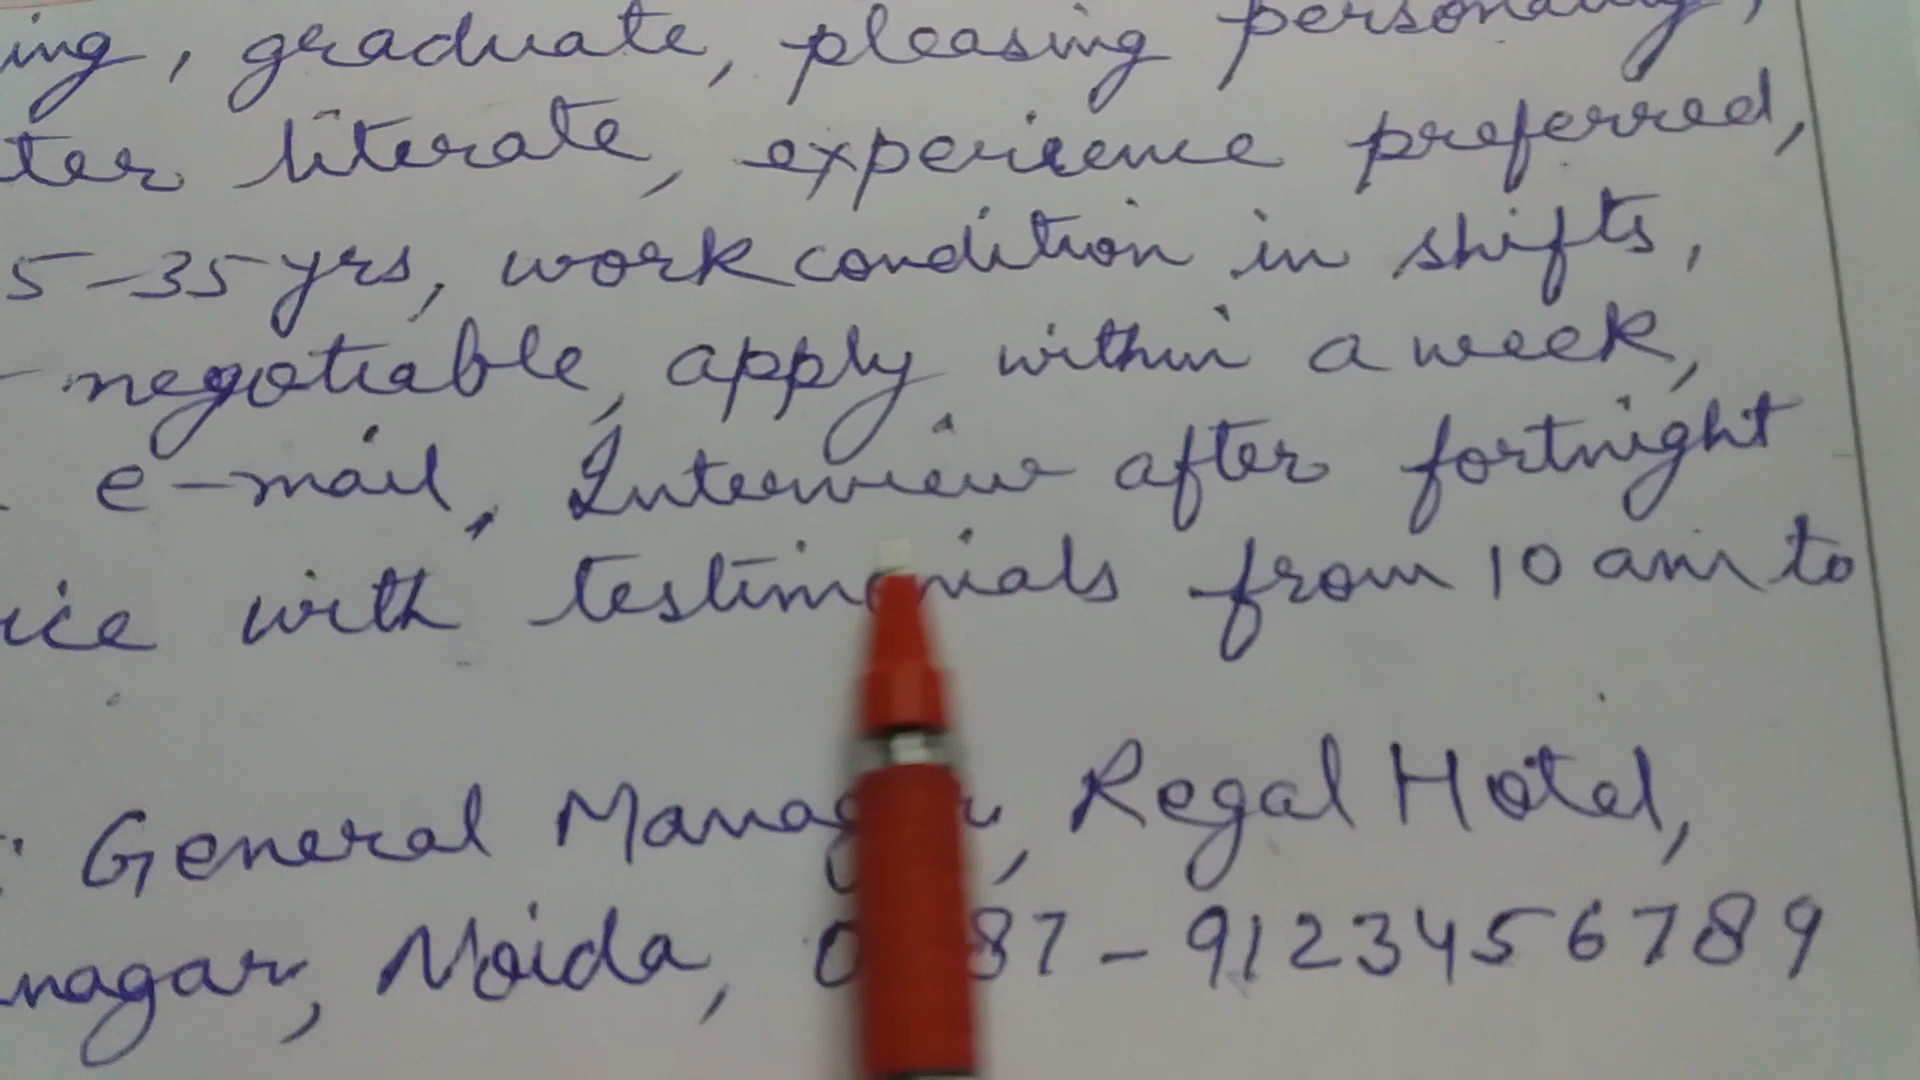 ing, graduate, pleasing personality,
ter literate, experience preferred,
5-35 yrs, work condition in shifts,
- negotiable, apply within a week,
e-mail, Interview after fortnight
ice with testimonials from 10 am to
: General Manager, Regal Hotel,
nagar, Noida, 87-9123456789